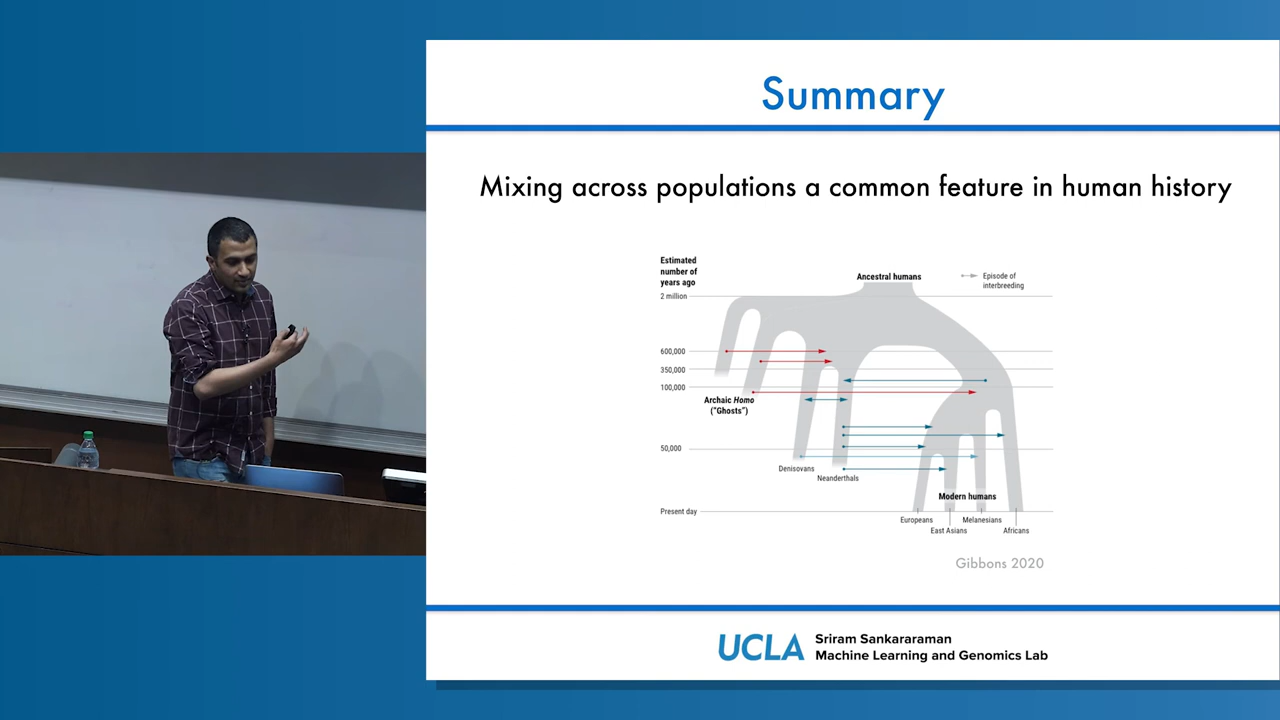 Summary
Mixing across populations a common feature in human history
Estimated
number of
years ago
Ancestral humans
Episode of
interbreeding
2 million
600,000
350,000
100,000
Archaic Homo
("Ghosts")
50,000
Denisovans
Neanderthals
Modern humans
Present day
Europeans
Melanesians
East Asians
Africans
Gibbons 2020
UCLA
Sriram Sankararaman
Machine Learning and Genomics Lab